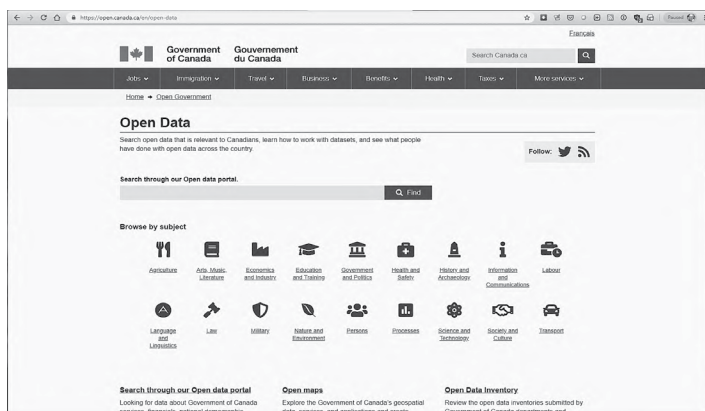 https://open.canada.ca/en/open-data
Paused
Français
Government of Canada
Gouvernement du Canada
Search Canada.ca
Jobs
Immigration
Travel
Business
Benefits
Health
Taxes
More services
Home
Open Government
Open Data
Search open data that is relevant to Canadians, learn how to work with datasets, and see what people
have done with open data across the country.
Follow:
Search through our Open data portal.
Find
Browse by subject
Agriculture
Arts, Music,
Literature
Economics
and Industry
Education
and Training
Government
and Politics
Health and
Safety
History and
Archaeology
Information
and
Communications
Labour
Language
and
Linguistics
Law
Military
Nature and
Environment
Persons
Processes
Science and
Technology
Society and
Culture
Transport
Search through our Open data portal
Looking for data about Government of Canada
Open maps
Explore the Government of Canada's geospatial
Open Data Inventory
Review the open data inventories submitted by